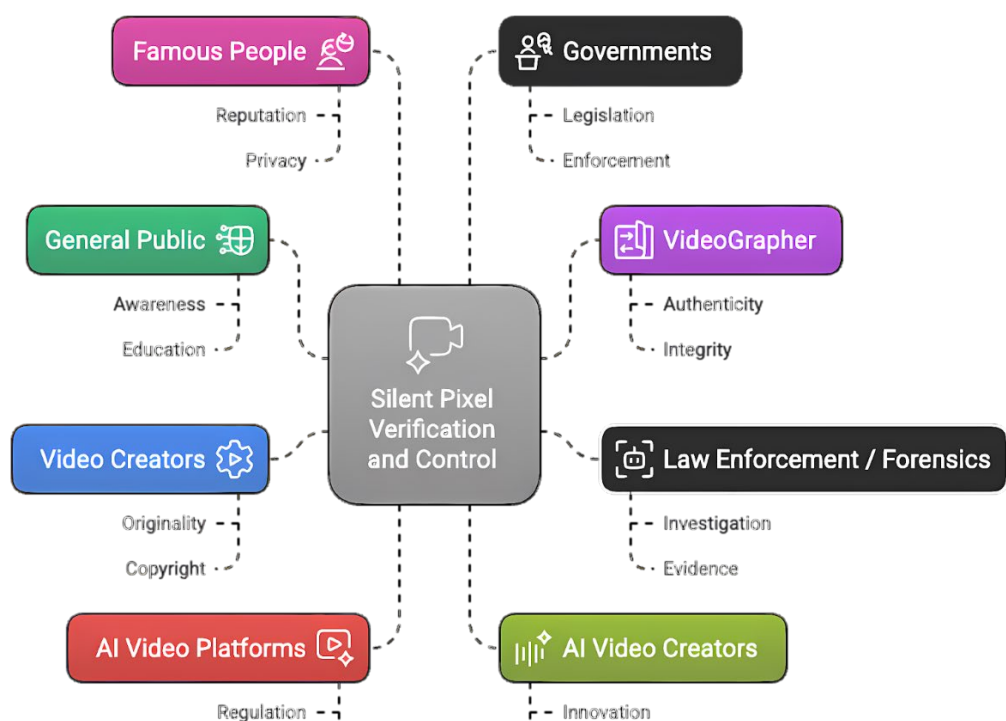 Famous People
Reputation
Privacy
Governments
Legislation
Enforcement
General Public
Awareness
Education
VideoGrapher
Authenticity
Integrity
Silent Pixel
Verification
and Control
Video Creators
Originality
Copyright
Law Enforcement / Forensics
Investigation
Evidence
AI Video Platforms
Regulation
AI Video Creators
Innovation